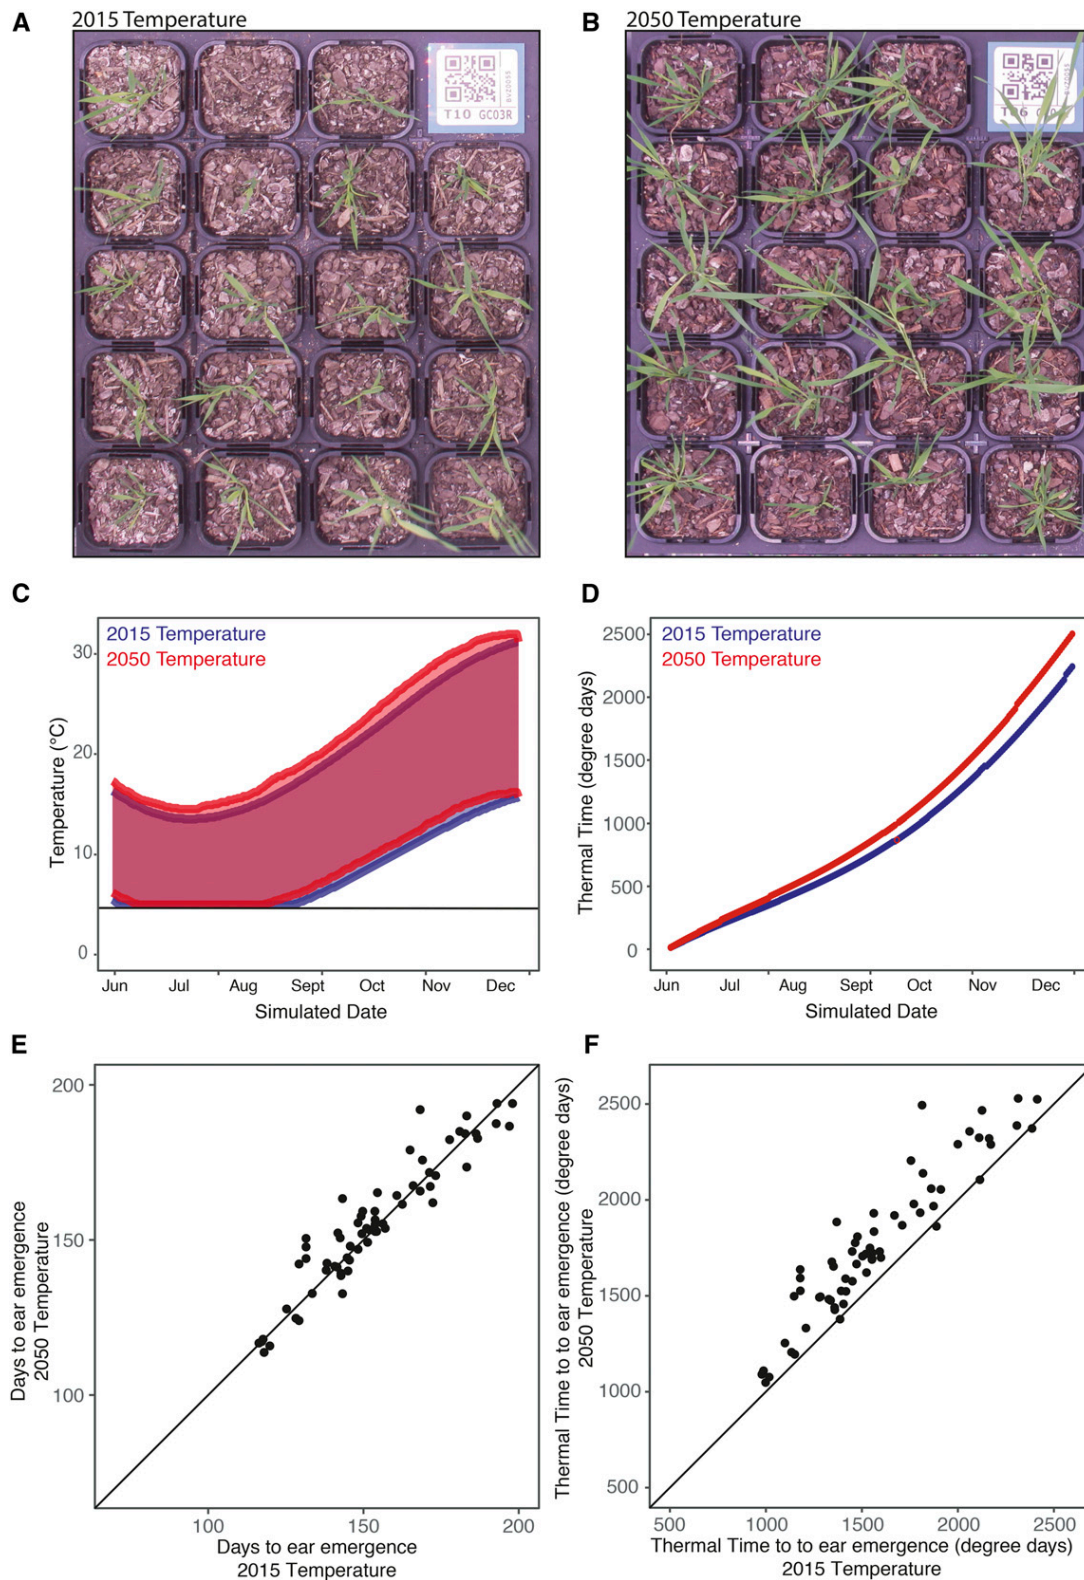 A
2015 Temperature
B
2050 Temperature
T10 GC03R
C
2015 Temperature
2050 Temperature
30
20
10
0
Temperature (°C)
Jun
Jul
Aug
Sept
Oct
Nov
Dec
Simulated Date
D
2015 Temperature
2050 Temperature
2500
2000
1500
1000
500
0
Thermal Time (degree days)
Jun
Jul
Aug
Sept
Oct
Nov
Dec
Simulated Date
E
200
150
100
Days to ear emergence
2050 Temperature
100
150
200
Days to ear emergence
2015 Temperature
F
2500
2000
1500
1000
500
Thermal Time to to ear emergence (degree days)
2050 Temperature
500
1000
1500
2000
2500
Thermal Time to to ear emergence (degree days)
2015 Temperature